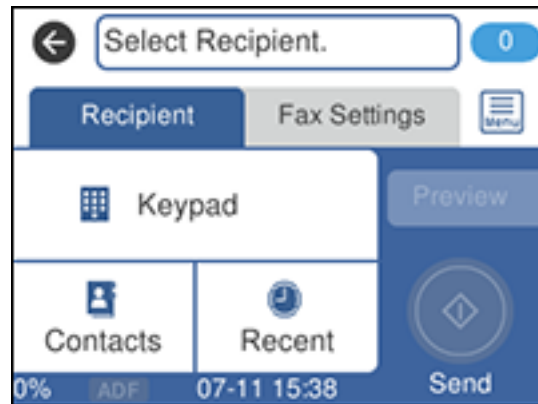 Select Recipient.
0
Recipient
Fax Settings
Menu
Keypad
Preview
Contacts
Recent
0%
ADF
07-11 15:38
Send